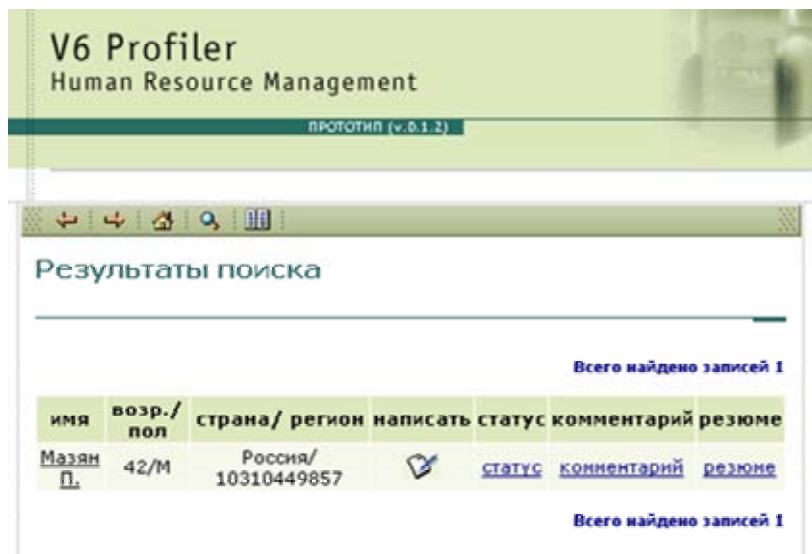 V6 Profiler
Human Resource Management
ПРОТОТИП (v.0.1.2)
Результаты поиска
Всего найдено записей 1
имя возр./ пол страна/ регион написать статус комментарий резюме
Мазян П. 42/М Россия/ 10310449857 статус комментарий резюме
Всего найдено записей 1